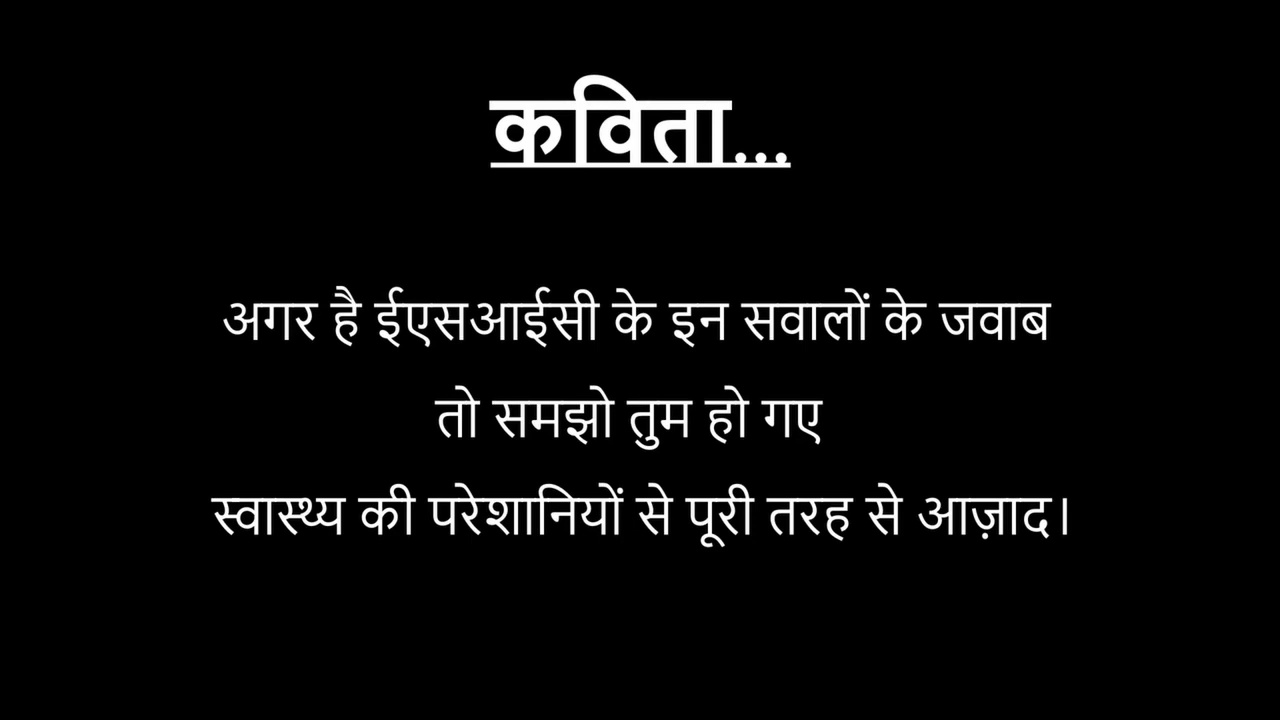 कविता...
अगर है ईएसआईसी के इन सवालों के जवाब
तो समझो तुम हो गए
स्वास्थ्य की परेशानियों से पूरी तरह से आज़ाद।